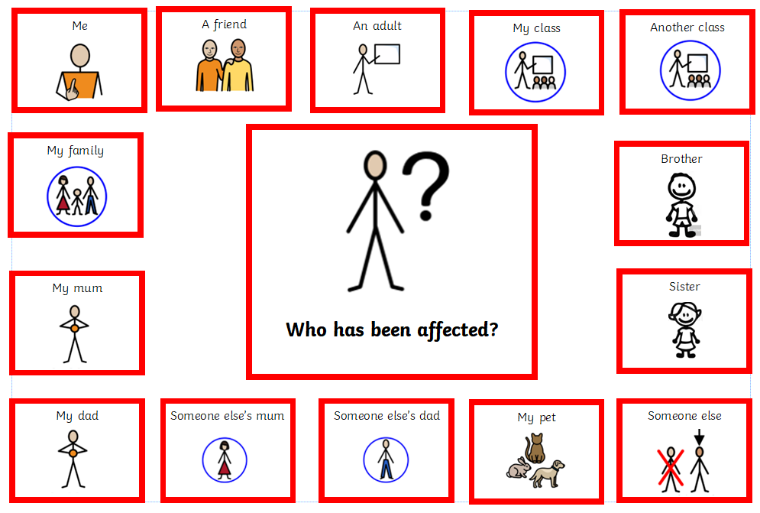 Me
A friend
An adult
My class
Another class
My family
?
Who has been affected?
Brother
My mum
Sister
My dad
Someone else's mum
Someone else's dad
My pet
Someone else